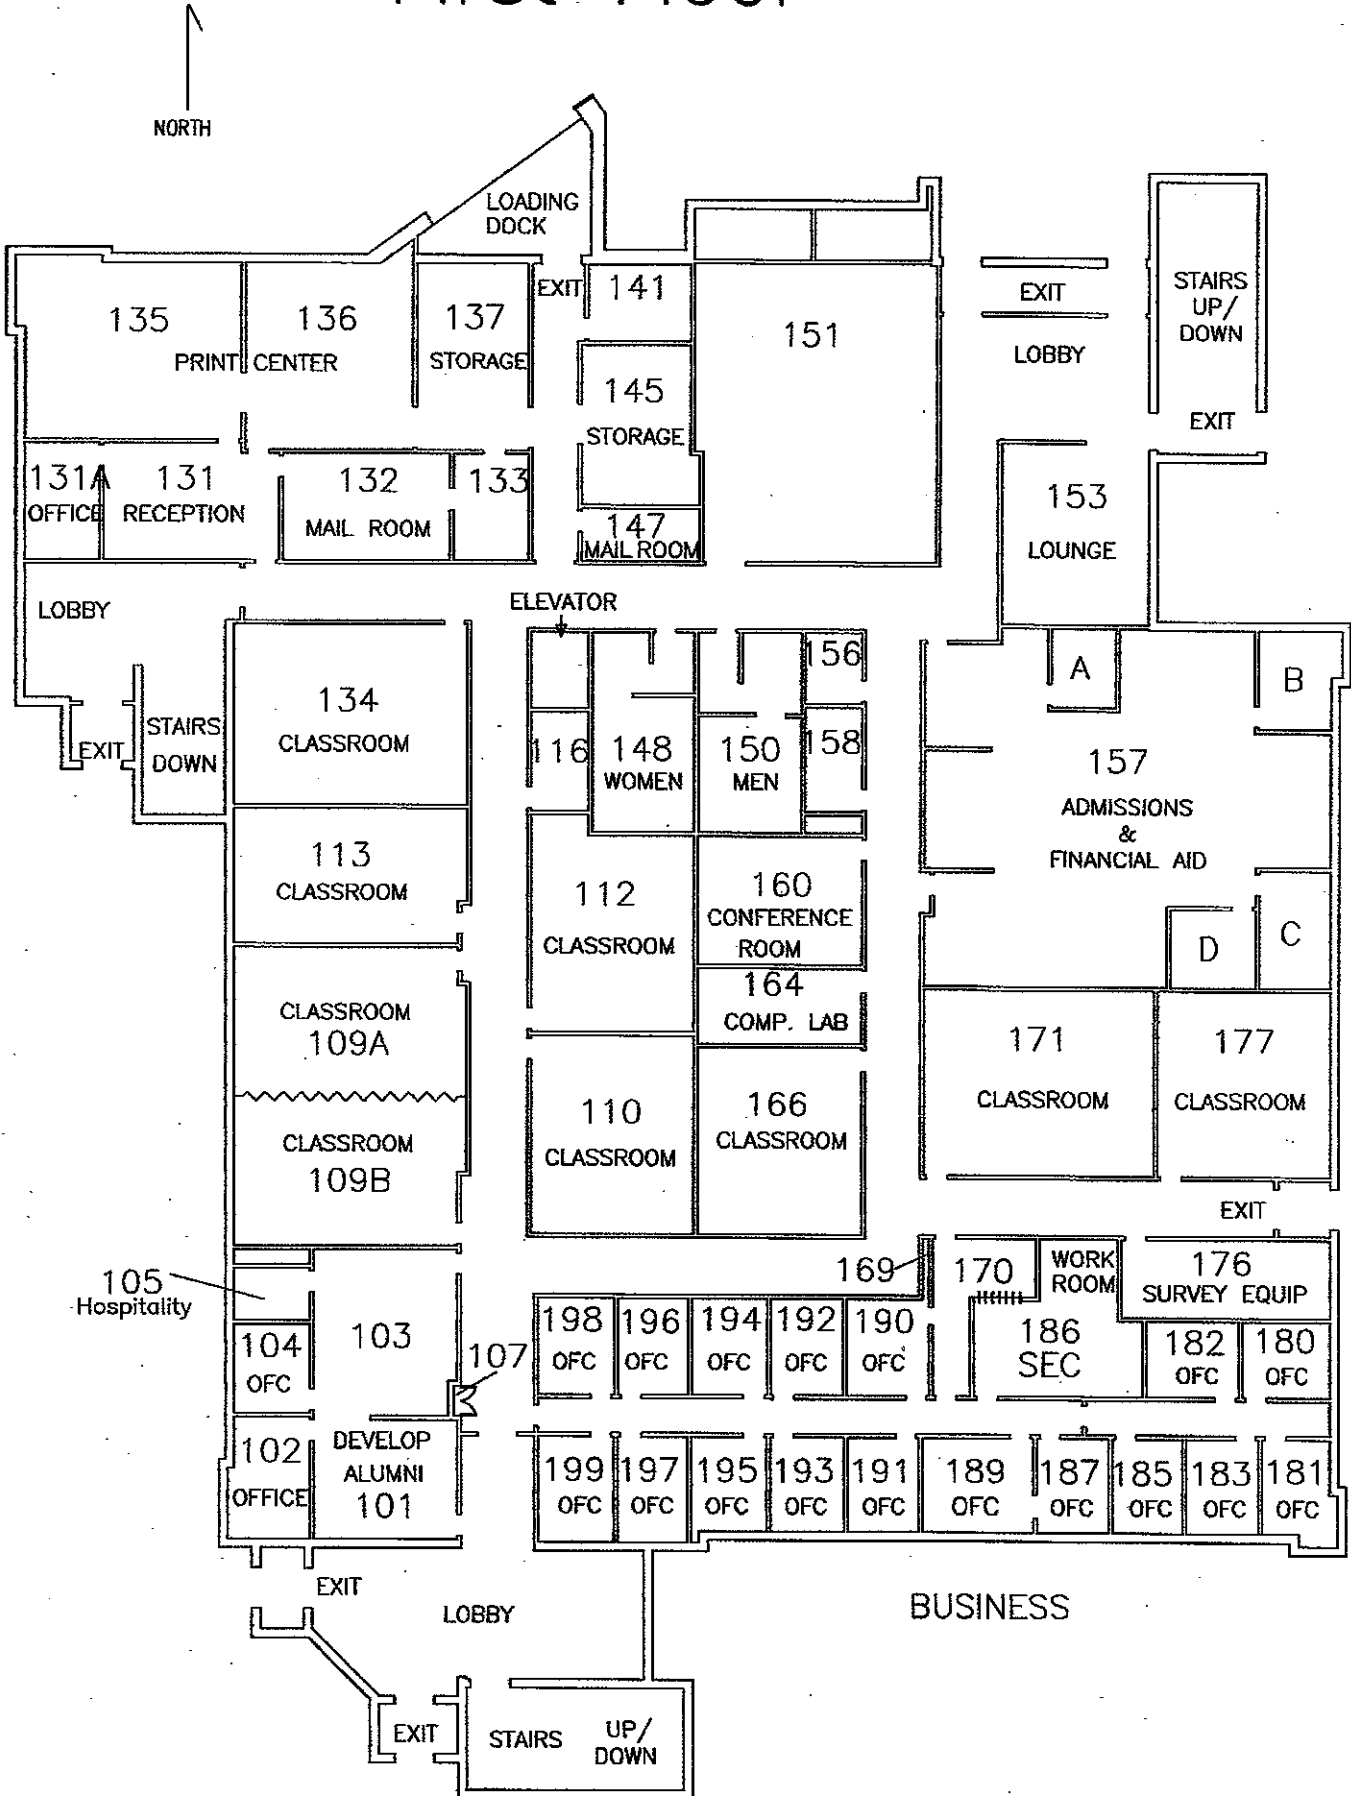 First Floor
NORTH
LOADING
DOCK
EXIT
141
135
136
137
PRINT CENTER
STORAGE
151
EXIT
LOBBY
STAIRS
UP/
DOWN
EXIT
145
STORAGE
131A
OFFICE
131
RECEPTION
132
MAIL ROOM
133
147
MAIL ROOM
153
LOUNGE
LOBBY
ELEVATOR
156
A
B
134
CLASSROOM
STAIRS
DOWN
EXIT
116
148
WOMEN
150
MEN
158
157
ADMISSIONS
&
FINANCIAL AID
113
CLASSROOM
112
CLASSROOM
160
CONFERENCE
ROOM
D
C
CLASSROOM
109A
164
COMP. LAB
171
CLASSROOM
177
CLASSROOM
CLASSROOM
109B
110
CLASSROOM
166
CLASSROOM
EXIT
105
Hospitality
169
170
WORK
ROOM
176
SURVEY EQUIP
104
OFC
103
107
198
OFC
196
OFC
194
OFC
192
OFC
190
OFC
186
SEC
182
OFC
180
OFC
102
OFFICE
DEVELOP
ALUMNI
101
199
OFC
197
OFC
195
OFC
193
OFC
191
OFC
189
OFC
187
OFC
185
OFC
183
OFC
181
OFC
EXIT
LOBBY
BUSINESS
EXIT
STAIRS
UP/
DOWN